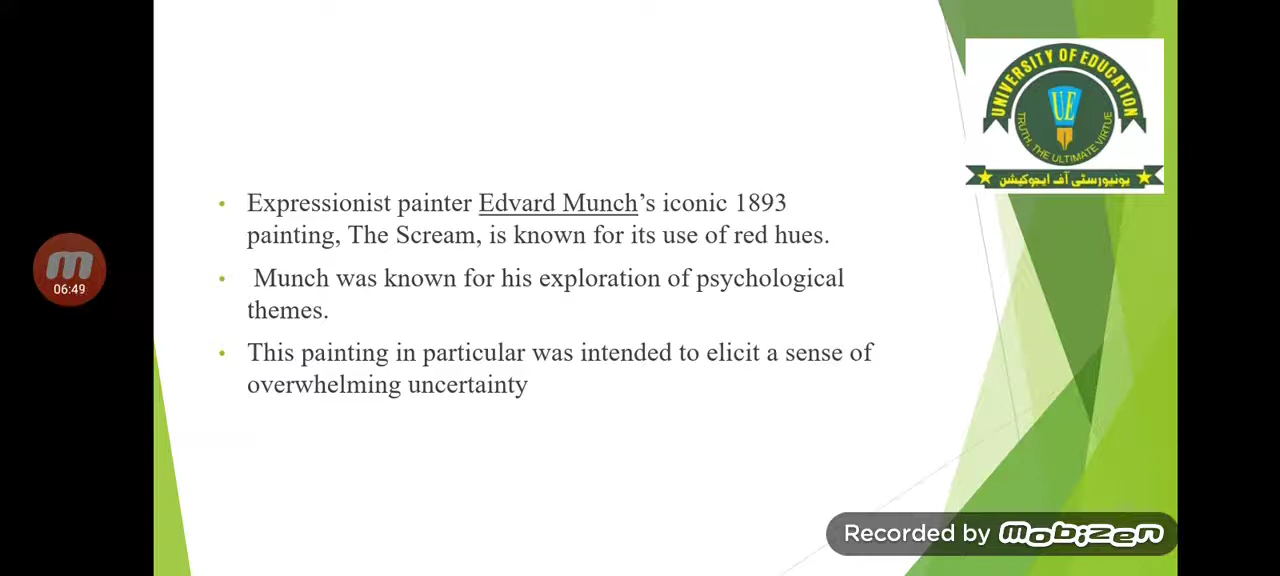 UNIVERSITY OF EDUCATION
UE
TRUTH, THE ULTIMATE VIRTUE
یونیورسٹی آف ایجوکیشن
• Expressionist painter Edvard Munch’s iconic 1893
painting, The Scream, is known for its use of red hues.
• Munch was known for his exploration of psychological
themes.
• This painting in particular was intended to elicit a sense of
overwhelming uncertainty
06:49
Recorded by Mobizen